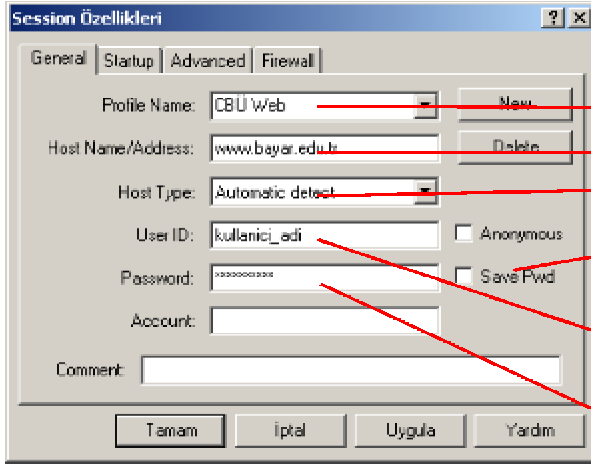 Session Özellikleri
General Startup Advanced Firewall
Profile Name: CBÜ Web New
Host Name/Address: www.bayar.edu.tr Delete
Host Type: Automatic detect
User ID: kullanici_adi Anonymous
Password: ********** Save Pwd
Account:
Comment:
Tamam İptal Uygula Yardım